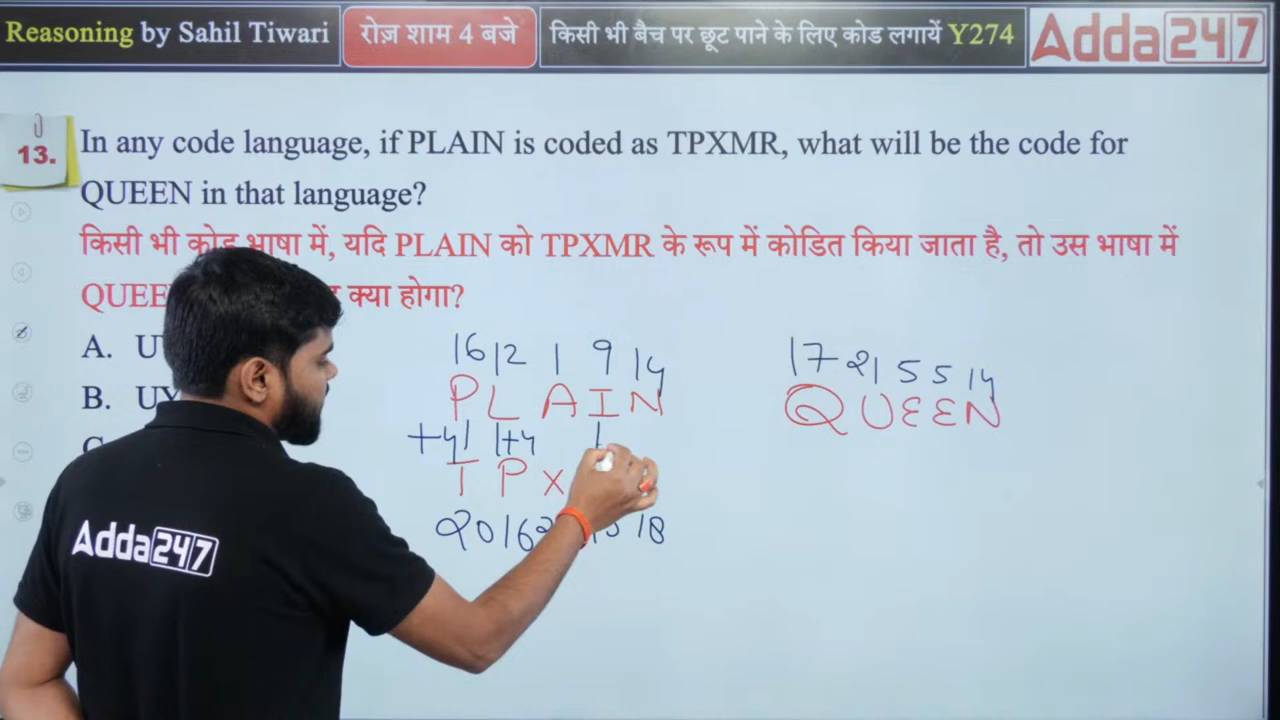 Reasoning by Sahil Tiwari
रोज़ शाम 4 बजे
किसी भी बैच पर छूट पाने के लिए कोड लगायें Y274
Adda247
13.
In any code language, if PLAIN is coded as TPXMR, what will be the code for
QUEEN in that language?
किसी भी कोड भाषा में, यदि PLAIN को TPXMR के रूप में कोडित किया जाता है, तो उस भाषा में
क्या होगा?
A.
B.
16 12 1 9 14
PLAIN
+4 +4
T P X
20 16 18
17 21 5 5 14
QUEEN
Adda247